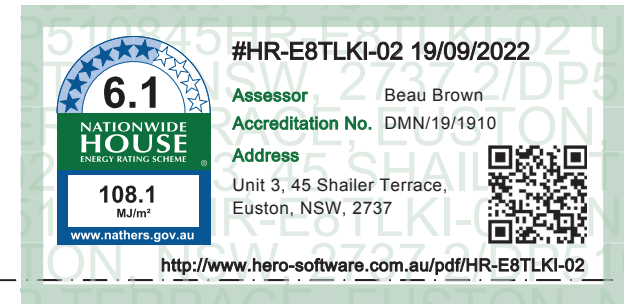 #HR-E8TLKI-02 19/09/2022
6.1
NATIONWIDE
HOUSE
ENERGY RATING SCHEME
®
108.1
MJ/m²
www.nathers.gov.au
Assessor Beau Brown
Accreditation No. DMN/19/1910
Address
Unit 3, 45 Shailer Terrace,
Euston, NSW, 2737
http://www.hero-software.com.au/pdf/HR-E8TLKI-02